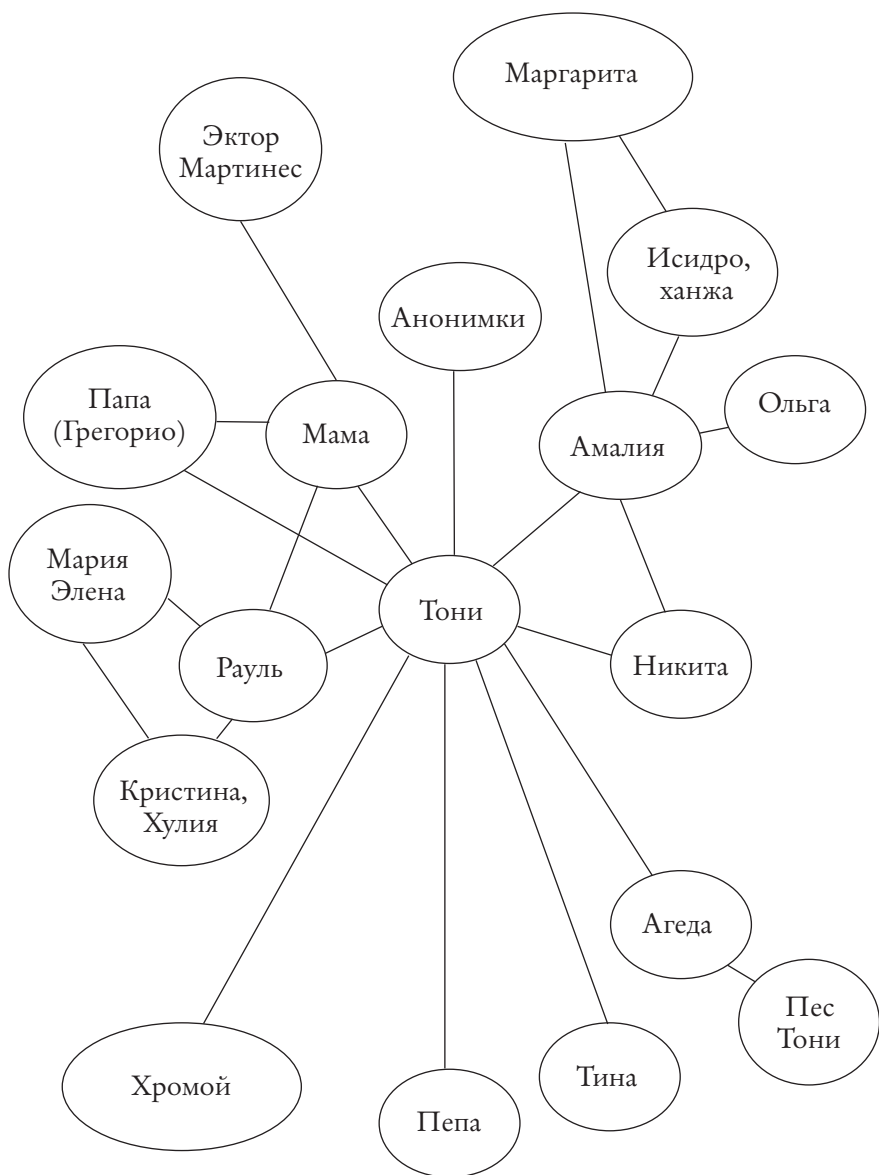 Маргарита
Эктор
Мартинес
Исидро,
ханжа
Анонимки
Папа
(Грегорио)
Мама
Амалия
Ольга
Мария
Элена
Тони
Рауль
Никита
Кристина,
Хулия
Агеда
Пес
Тони
Хромой
Пепа
Тина